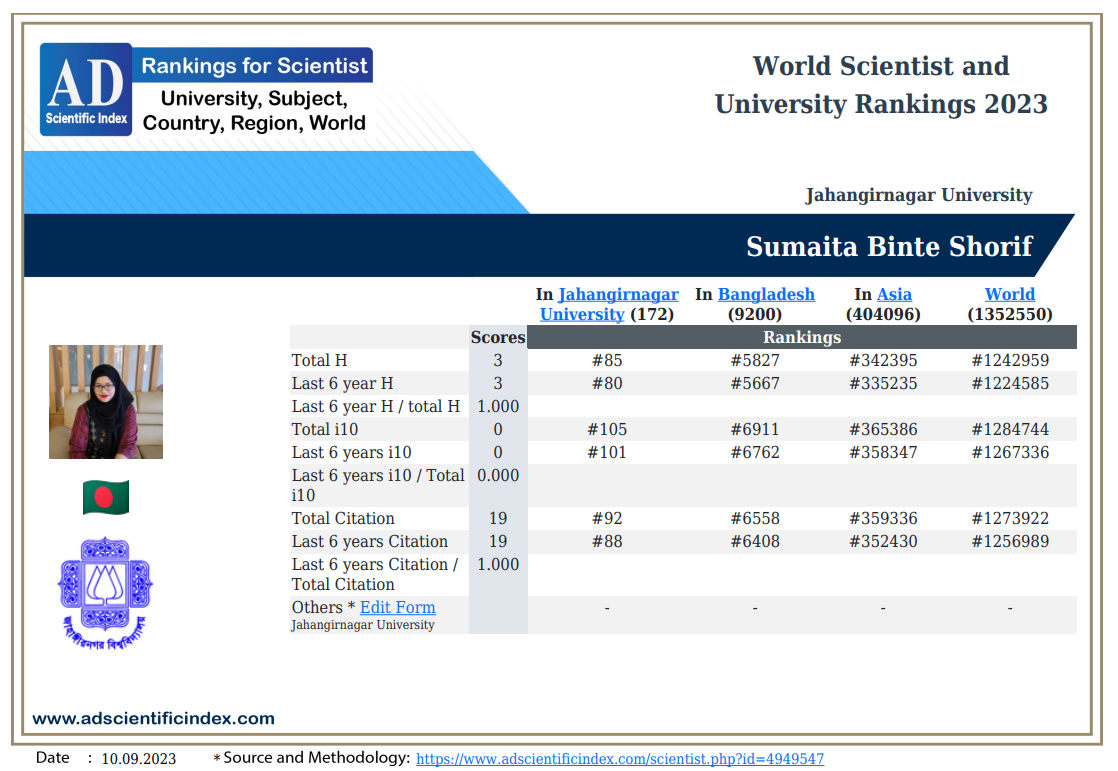 AD
Scientific Index
Rankings for Scientist
University, Subject,
Country, Region, World
World Scientist and
University Rankings 2023
Jahangirnagar University
Sumaita Binte Shorif
In Jahangirnagar University (172) In Bangladesh (9200) In Asia (404096) World (1352550)
Scores Rankings
Total H 3 #85 #5827 #342395 #1242959
Last 6 year H 3 #80 #5667 #335235 #1224585
Last 6 year H / total H 1.000
Total i10 0 #105 #6911 #365386 #1284744
Last 6 years i10 0 #101 #6762 #358347 #1267336
Last 6 years i10 / Total 0.000
i10
Total Citation 19 #92 #6558 #359336 #1273922
Last 6 years Citation 19 #88 #6408 #352430 #1256989
Last 6 years Citation / 1.000
Total Citation
Others * Edit Form - - - -
Jahangirnagar University
জাহাঙ্গীরনগর বিশ্ববিদ্যালয়
www.adscientificindex.com
Date : 10.09.2023 * Source and Methodology: https://www.adscientificindex.com/scientist.php?id=4949547